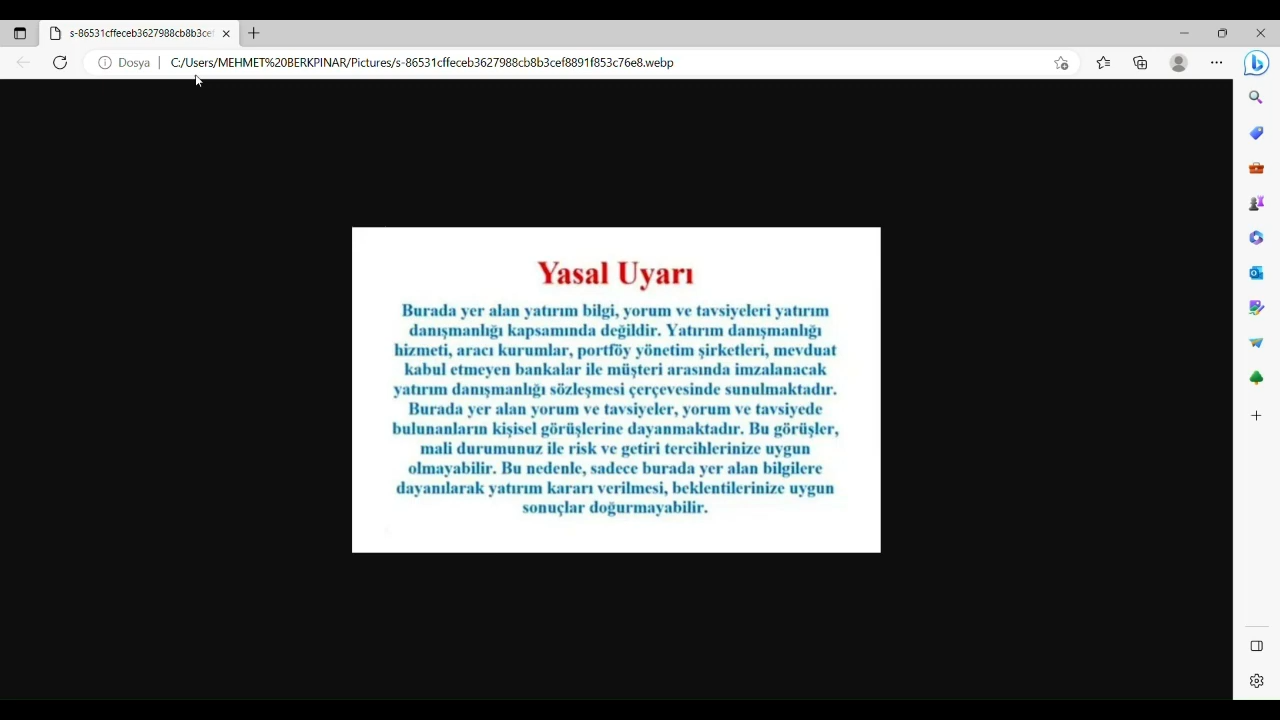 s-86531cffeceb3627988cb8b3cef
Dosya
C:/Users/MEHMET%20BERKPINAR/Pictures/s-86531cffeceb3627988cb8b3cef8891f853c76e8.webp
Yasal Uyarı
Burada yer alan yatırım bilgi, yorum ve tavsiyeleri yatırım
danışmanlığı kapsamında değildir. Yatırım danışmanlığı
hizmeti, aracı kurumlar, portföy yönetim şirketleri, mevduat
kabul etmeyen bankalar ile müşteri arasında imzalanacak
yatırım danışmanlığı sözleşmesi çerçevesinde sunulmaktadır.
Burada yer alan yorum ve tavsiyeler, yorum ve tavsiyede
bulunanların kişisel görüşlerine dayanmaktadır. Bu görüşler,
mali durumunuz ile risk ve getiri tercihlerinize uygun
olmayabilir. Bu nedenle, sadece burada yer alan bilgilere
dayanılarak yatırım kararı verilmesi, beklentilerinize uygun
sonuçlar doğurmayabilir.